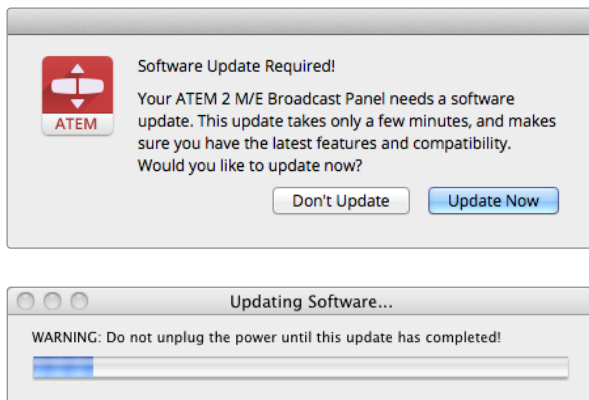 Software Update Required!
Your ATEM 2 M/E Broadcast Panel needs a software
update. This update takes only a few minutes, and makes
sure you have the latest features and compatibility.
Would you like to update now?
ATEM
Don't Update
Update Now
Updating Software...
WARNING: Do not unplug the power until this update has completed!